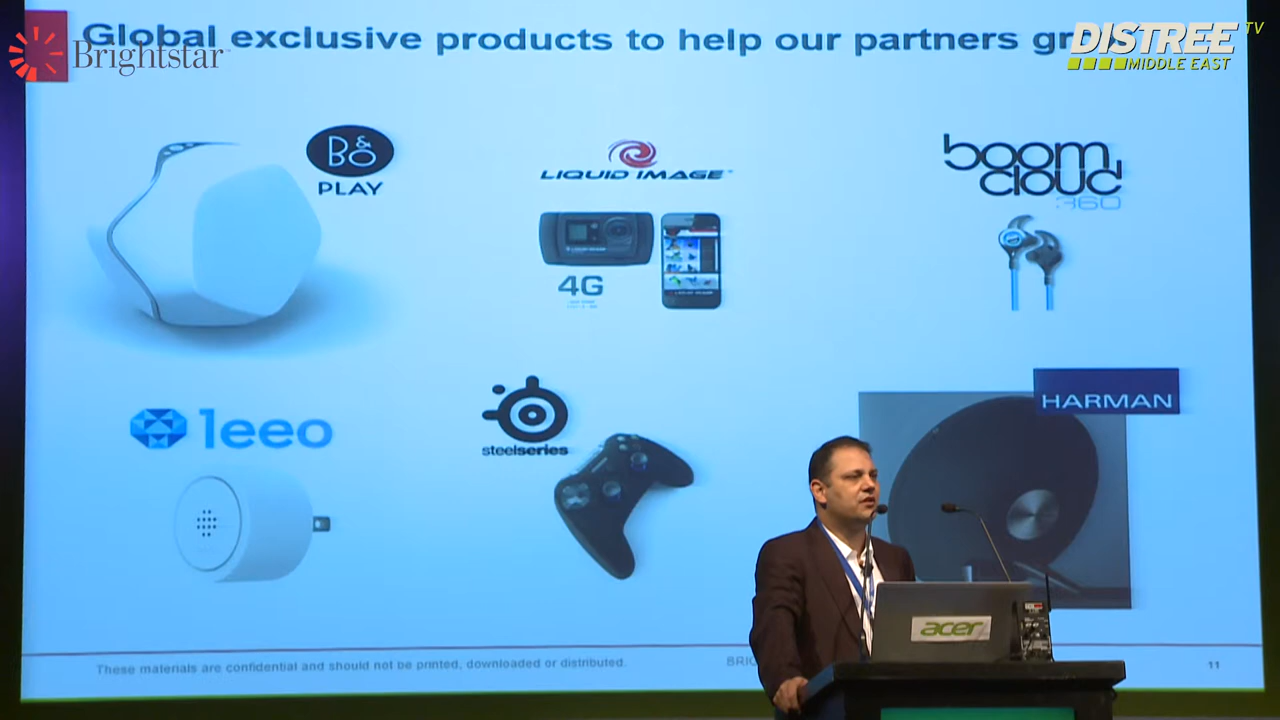 Global exclusive products to help our partners
Brightstar
DISTREE TV
MIDDLE EAST
B&O
PLAY
LIQUID IMAGE
4G
boom
cloud
360
leeo
steelseries
HARMAN
acer
These materials are confidential and should not be printed, downloaded or distributed.
11